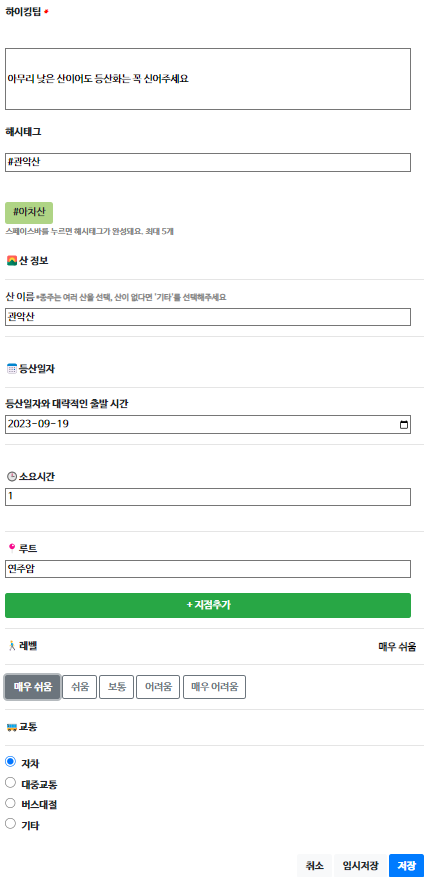 하이킹팁 *
아무리 낮은 산이어도 등산화는 꼭 신어주세요
해시태그
#관악산
#아차산
스페이스바를 누르면 해시태그가 완성돼요. 최대 5개
산 정보
산 이름 *종주는 여러 산을 선택, 산이 없다면 '기타'를 선택해주세요
관악산
등산일자
등산일자와 대략적인 출발 시간
2023-09-19
소요시간
1
루트
연주암
+ 지점추가
레벨 매우 쉬움
매우 쉬움 쉬움 보통 어려움 매우 어려움
교통
자차
대중교통
버스대절
기타
취소 임시저장 저장